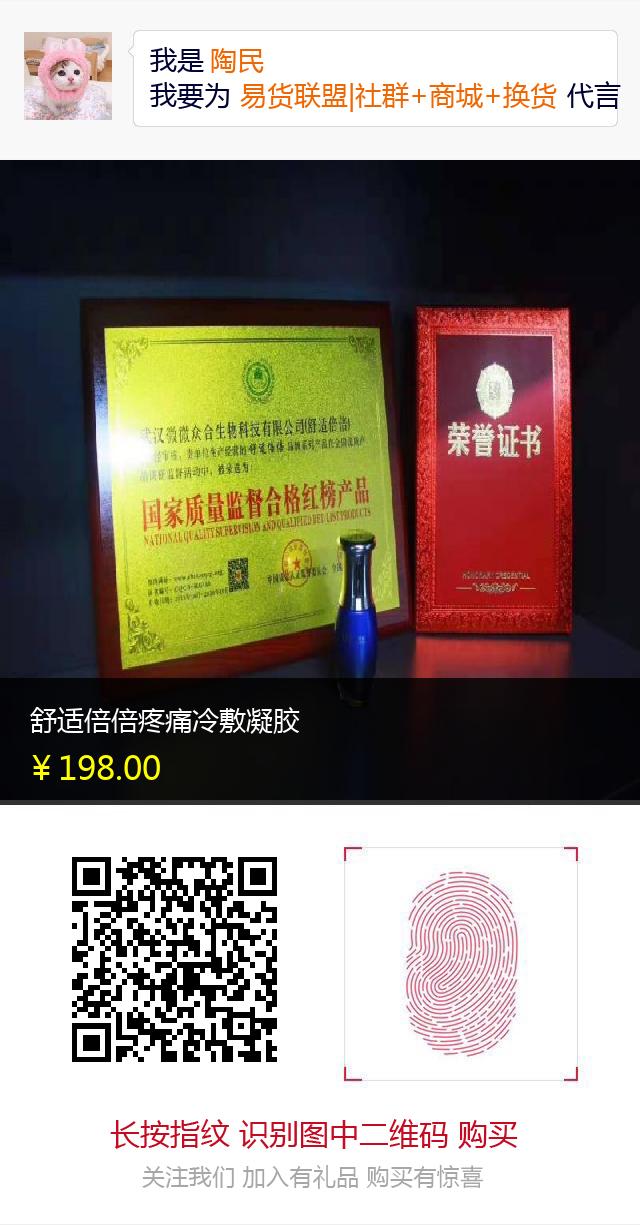 我是 陶民
我要为 易货联盟|社群+商城+换货 代言
武汉微微众合生物科技有限公司(舒适倍倍)
国家质量监督合格红榜产品
NATIONAL QUALITY SUPERVISION AND QUALIFIED RED LIST PRODUCTS
荣誉证书
HONORARY CREDENTIAL
舒适倍倍疼痛冷敷凝胶
¥198.00
长按指纹 识别图中二维码 购买
关注我们 加入有礼品 购买有惊喜